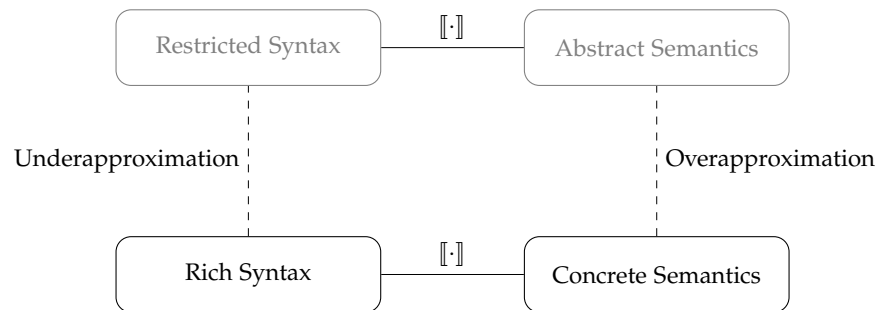 ⟦·⟧
Restricted Syntax
Abstract Semantics
Underapproximation
Overapproximation
⟦·⟧
Rich Syntax
Concrete Semantics